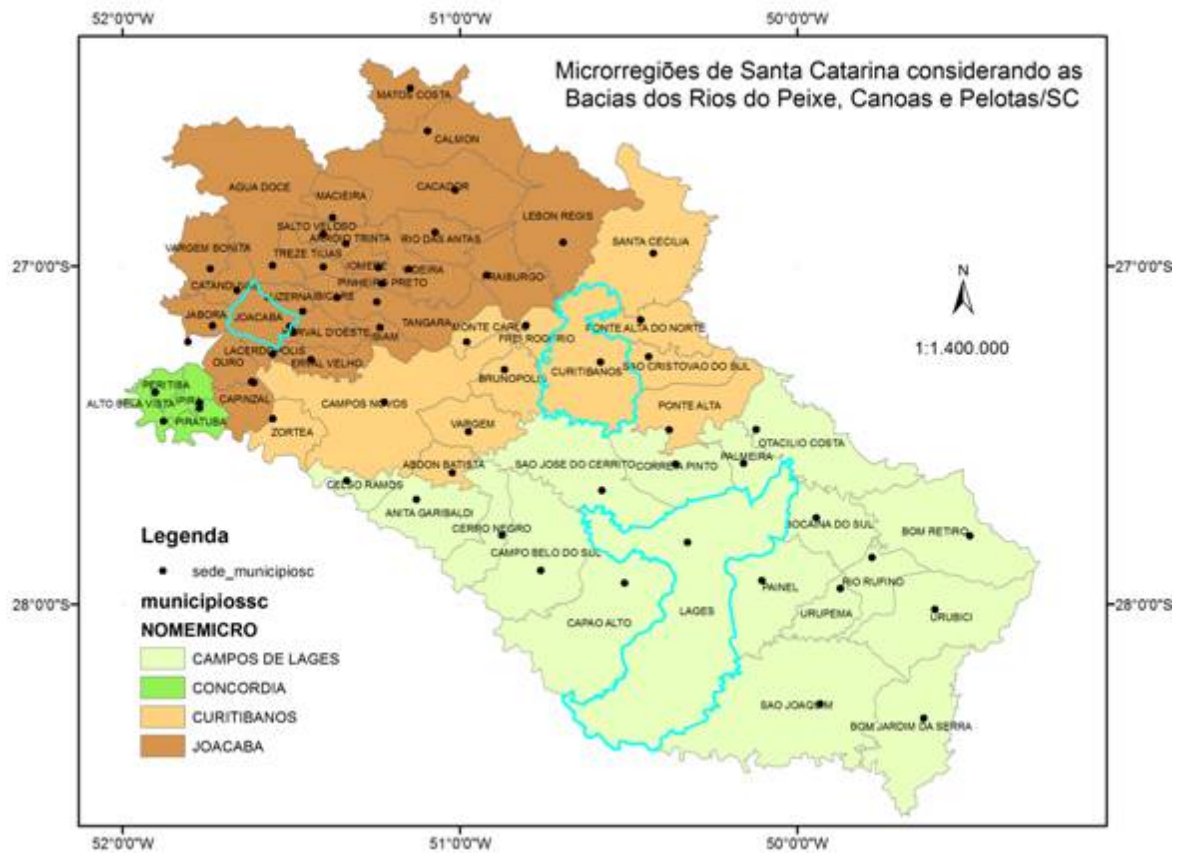 52°0'0"W 51°0'0"W 50°0'0"W
Microrregiões de Santa Catarina considerando as
Bacias dos Rios do Peixe, Canoas e Pelotas/SC
MATOS COSTA
CALMON
AGUA DOCE
CACADOR
MACIEIRA
LEBON REGIS
SALTO VELOSO
ARROIO TRINTA
RIO DAS ANTAS
SANTA CECILIA
VARGEM BONITA
TREZE TILIAS
27°0'0"S 27°0'0"S
N
PINHEIRO PRETO
JABORA
JOACABA
TANGARA
MONTE CARLO
FREI ROGERIO
PONTE ALTA DO NORTE
1:1.400.000
OURO
ERVAL VELHO
SAO CRISTOVAO DO SUL
CURITIBANOS
BRUNOPOLIS
PERITIBA
ALTO BELA VISTA
IPIRA
CAPINZAL
CAMPOS NOVOS
PIRATUBA
PONTE ALTA
ZORTEA
VARGEM
OTACILIO COSTA
PALMEIRA
ABDON BATISTA
SAO JOSE DO CERRITO
CORREIA PINTO
CELSO RAMOS
ANITA GARIBALDI
CERRO NEGRO
BOCAINA DO SUL
BOM RETIRO
CAMPO BELO DO SUL
PAINEL
RIO RUFINO
28°0'0"S 28°0'0"S
LAGES
URUPEMA
URUBICI
CAPAO ALTO
SAO JOAQUIM
BOM JARDIM DA SERRA
Legenda
sede_municipiosc
municipiossc
NOMEMICRO
CAMPOS DE LAGES
CONCORDIA
CURITIBANOS
JOACABA
52°0'0"W 51°0'0"W 50°0'0"W